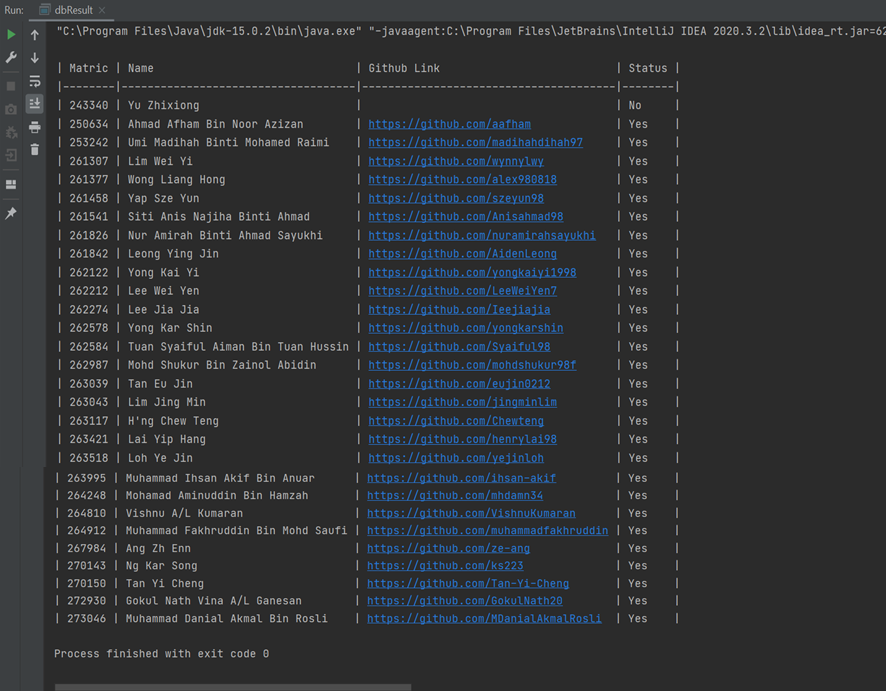 Run: dbResult ×
"C:\Program Files\Java\jdk-15.0.2\bin\java.exe" "-javaagent:C:\Program Files\JetBrains\IntelliJ IDEA 2020.3.2\lib\idea_rt.jar=62
| Matric | Name | Github Link | Status |
|--------|------------------------------------|---------------------------------------|--------|
| 243340 | Yu Zhixiong | | No |
| 250634 | Ahmad Afham Bin Noor Azizan | https://github.com/aafham | Yes |
| 253242 | Umi Madihah Binti Mohamed Raimi | https://github.com/madihahdihah97 | Yes |
| 261307 | Lim Wei Yi | https://github.com/wynnylwy | Yes |
| 261377 | Wong Liang Hong | https://github.com/alex980818 | Yes |
| 261458 | Yap Sze Yun | https://github.com/szeyun98 | Yes |
| 261541 | Siti Anis Najiha Binti Ahmad | https://github.com/Anisahmad98 | Yes |
| 261826 | Nur Amirah Binti Ahmad Sayukhi | https://github.com/nuramirahsayukhi | Yes |
| 261842 | Leong Ying Jin | https://github.com/AidenLeong | Yes |
| 262122 | Yong Kai Yi | https://github.com/yongkaiyi1998 | Yes |
| 262212 | Lee Wei Yen | https://github.com/LeeWeiYen7 | Yes |
| 262274 | Lee Jia Jia | https://github.com/Ieejiajia | Yes |
| 262578 | Yong Kar Shin | https://github.com/yongkarshin | Yes |
| 262584 | Tuan Syaiful Aiman Bin Tuan Hussin | https://github.com/Syaiful98 | Yes |
| 262987 | Mohd Shukur Bin Zainol Abidin | https://github.com/mohdshukur98f | Yes |
| 263039 | Tan Eu Jin | https://github.com/eujin0212 | Yes |
| 263043 | Lim Jing Min | https://github.com/jingminlim | Yes |
| 263117 | H'ng Chew Teng | https://github.com/Chewteng | Yes |
| 263421 | Lai Yip Hang | https://github.com/henrylai98 | Yes |
| 263518 | Loh Ye Jin | https://github.com/yejinloh | Yes |
| 263995 | Muhammad Ihsan Akif Bin Anuar | https://github.com/ihsan-akif | Yes |
| 264248 | Mohamad Aminuddin Bin Hamzah | https://github.com/mhdamn34 | Yes |
| 264810 | Vishnu A/L Kumaran | https://github.com/VishnuKumaran | Yes |
| 264912 | Muhammad Fakhruddin Bin Mohd Saufi | https://github.com/muhammadfakhruddin | Yes |
| 267984 | Ang Zh Enn | https://github.com/ze-ang | Yes |
| 270143 | Ng Kar Song | https://github.com/ks223 | Yes |
| 270150 | Tan Yi Cheng | https://github.com/Tan-Yi-Cheng | Yes |
| 272930 | Gokul Nath Vina A/L Ganesan | https://github.com/GokulNath20 | Yes |
| 273046 | Muhammad Danial Akmal Bin Rosli | https://github.com/MDanialAkmalRosli | Yes |
Process finished with exit code 0